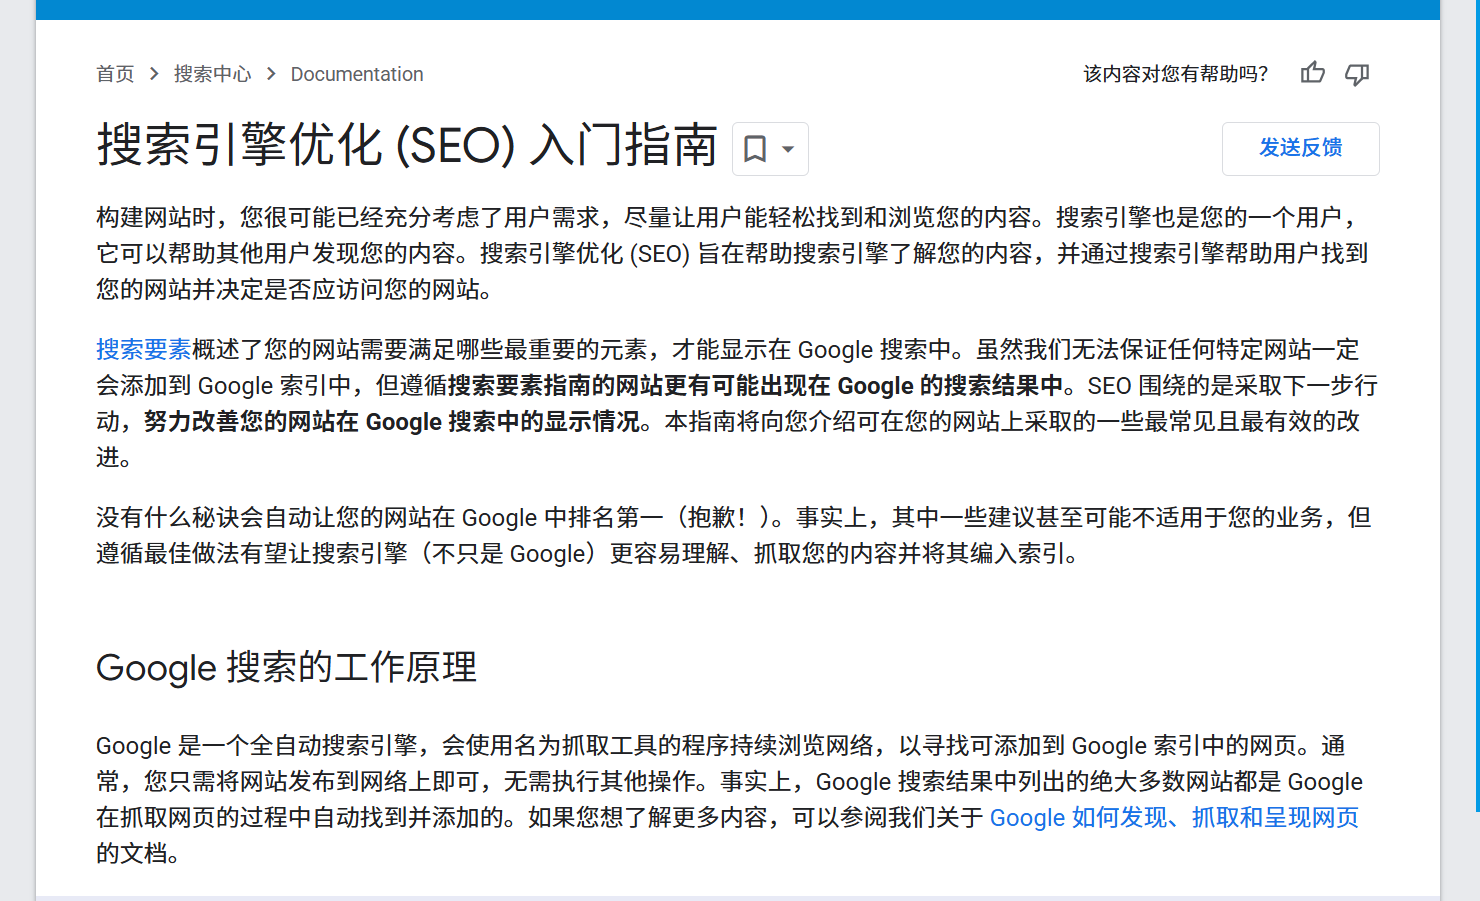 首页 > 搜索中心 > Documentation
该内容对您有帮助吗？
搜索引擎优化 (SEO) 入门指南
发送反馈
构建网站时，您很可能已经充分考虑了用户需求，尽量让用户能轻松找到和浏览您的内容。搜索引擎也是您的一个用户，
它可以帮助其他用户发现您的内容。搜索引擎优化 (SEO) 旨在帮助搜索引擎了解您的内容，并通过搜索引擎帮助用户找到
您的网站并决定是否应访问您的网站。
搜索要素概述了您的网站需要满足哪些最重要的元素，才能显示在 Google 搜索中。虽然我们无法保证任何特定网站一定
会添加到 Google 索引中，但遵循搜索要素指南的网站更有可能出现在 Google 的搜索结果中。SEO 围绕的是采取下一步行
动，努力改善您的网站在 Google 搜索中的显示情况。本指南将向您介绍可在您的网站上采取的一些最常见且最有效的改
进。
没有什么秘诀会自动让您的网站在 Google 中排名第一（抱歉！）。事实上，其中一些建议甚至可能不适用于您的业务，但
遵循最佳做法有望让搜索引擎（不只是 Google）更容易理解、抓取您的内容并将其编入索引。
Google 搜索的工作原理
Google 是一个全自动搜索引擎，会使用名为抓取工具的程序持续浏览网络，以寻找可添加到 Google 索引中的网页。通
常，您只需将网站发布到网络上即可，无需执行其他操作。事实上，Google 搜索结果中列出的绝大多数网站都是 Google
在抓取网页的过程中自动找到并添加的。如果您想了解更多内容，可以参阅我们关于 Google 如何发现、抓取和呈现网页
的文档。